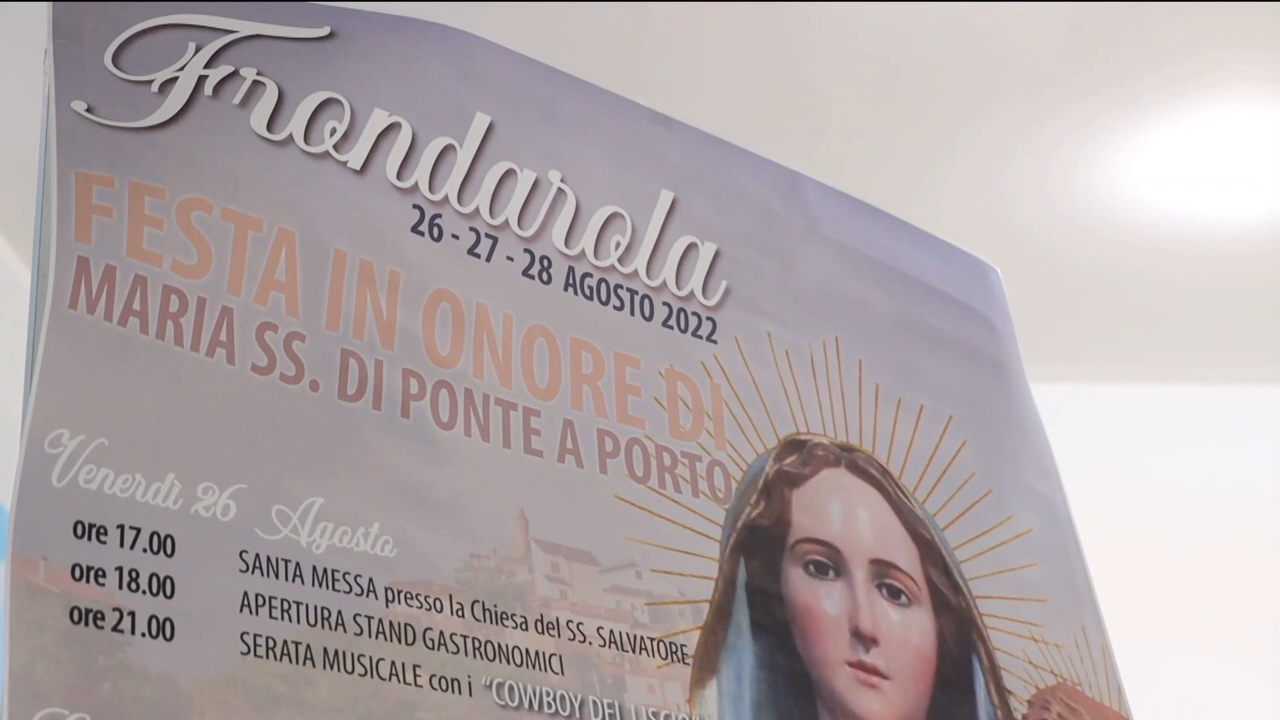 Frondarola
26 - 27 - 28 AGOSTO 2022
FESTA IN ONORE DI
MARIA SS. DI PONTE A PORTO
Venerdì 26 Agosto
ore 17.00 SANTA MESSA presso la Chiesa del SS. SALVATORE
ore 18.00 APERTURA STAND GASTRONOMICI
ore 21.00 SERATA MUSICALE con i "COWBOY DEL LISCIO"